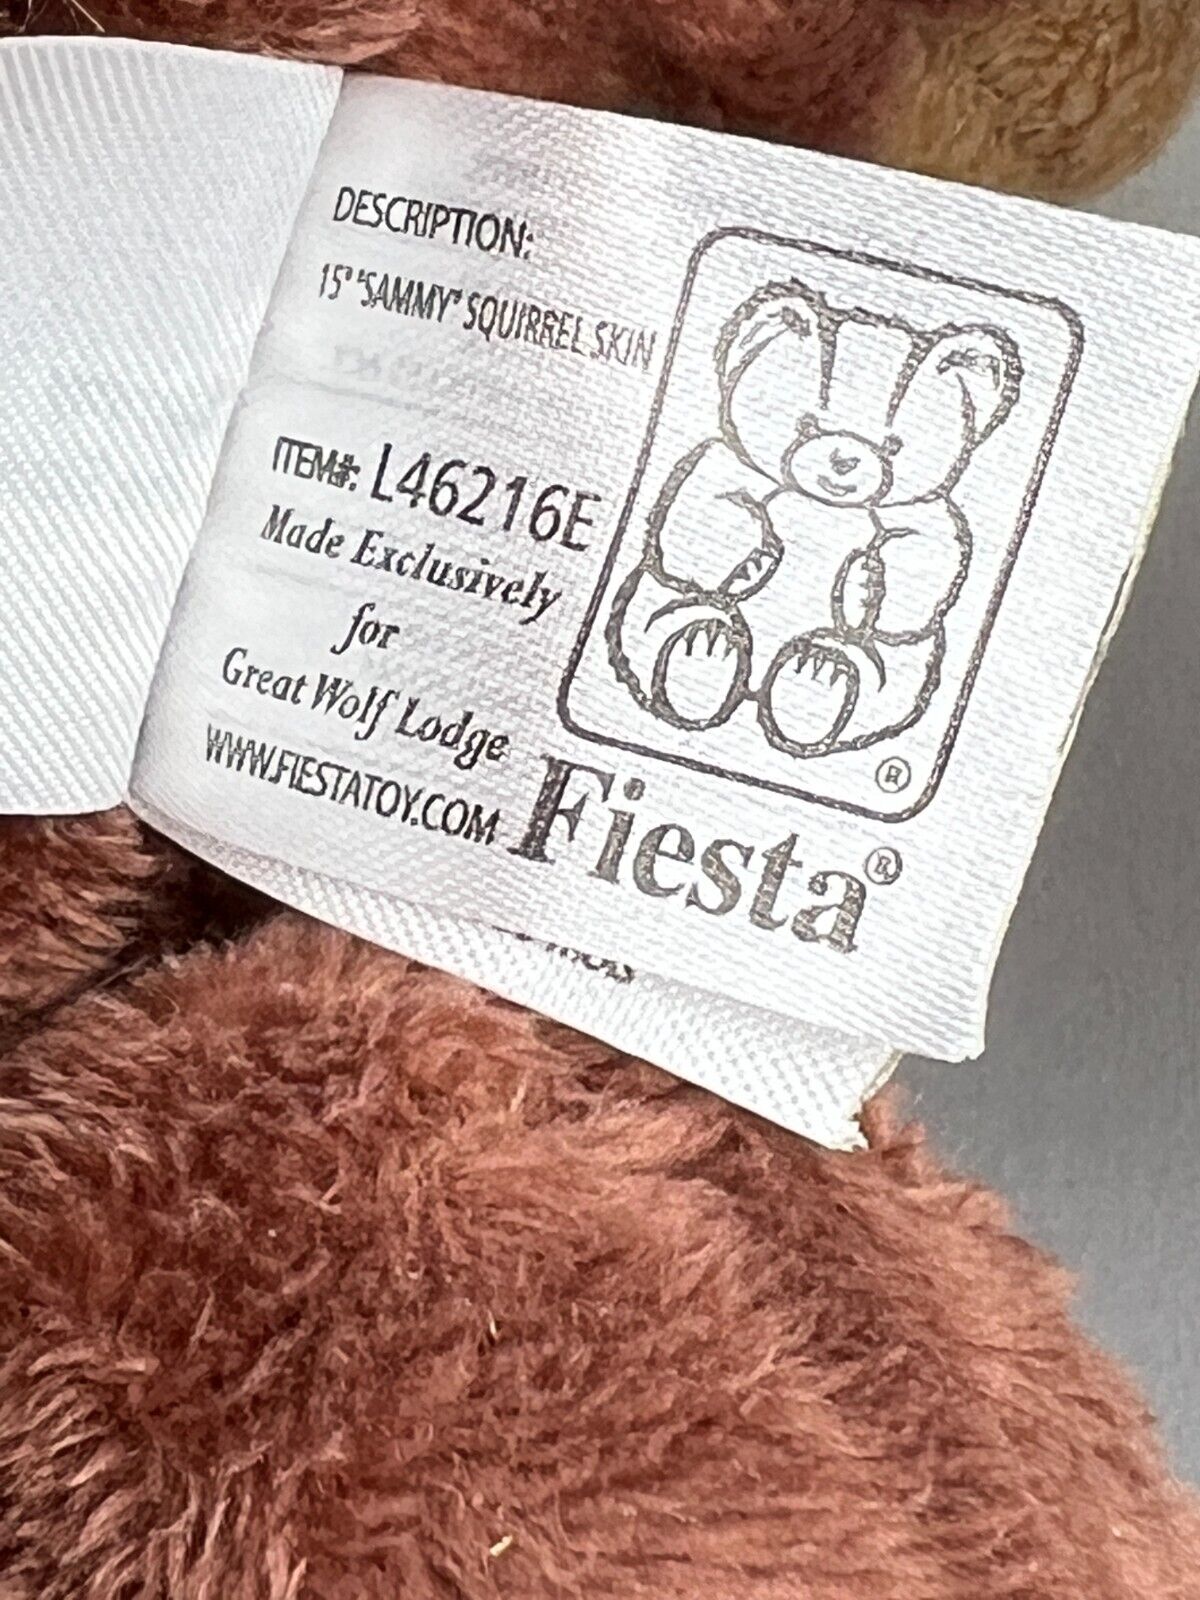 DESCRIPTION:
15" "SAMMY" SQUIRREL SKIN
ITEM#: L46216E
Made Exclusively
for
Great Wolf Lodge
WWW.FIESTATOY.COM
®
Fiesta®